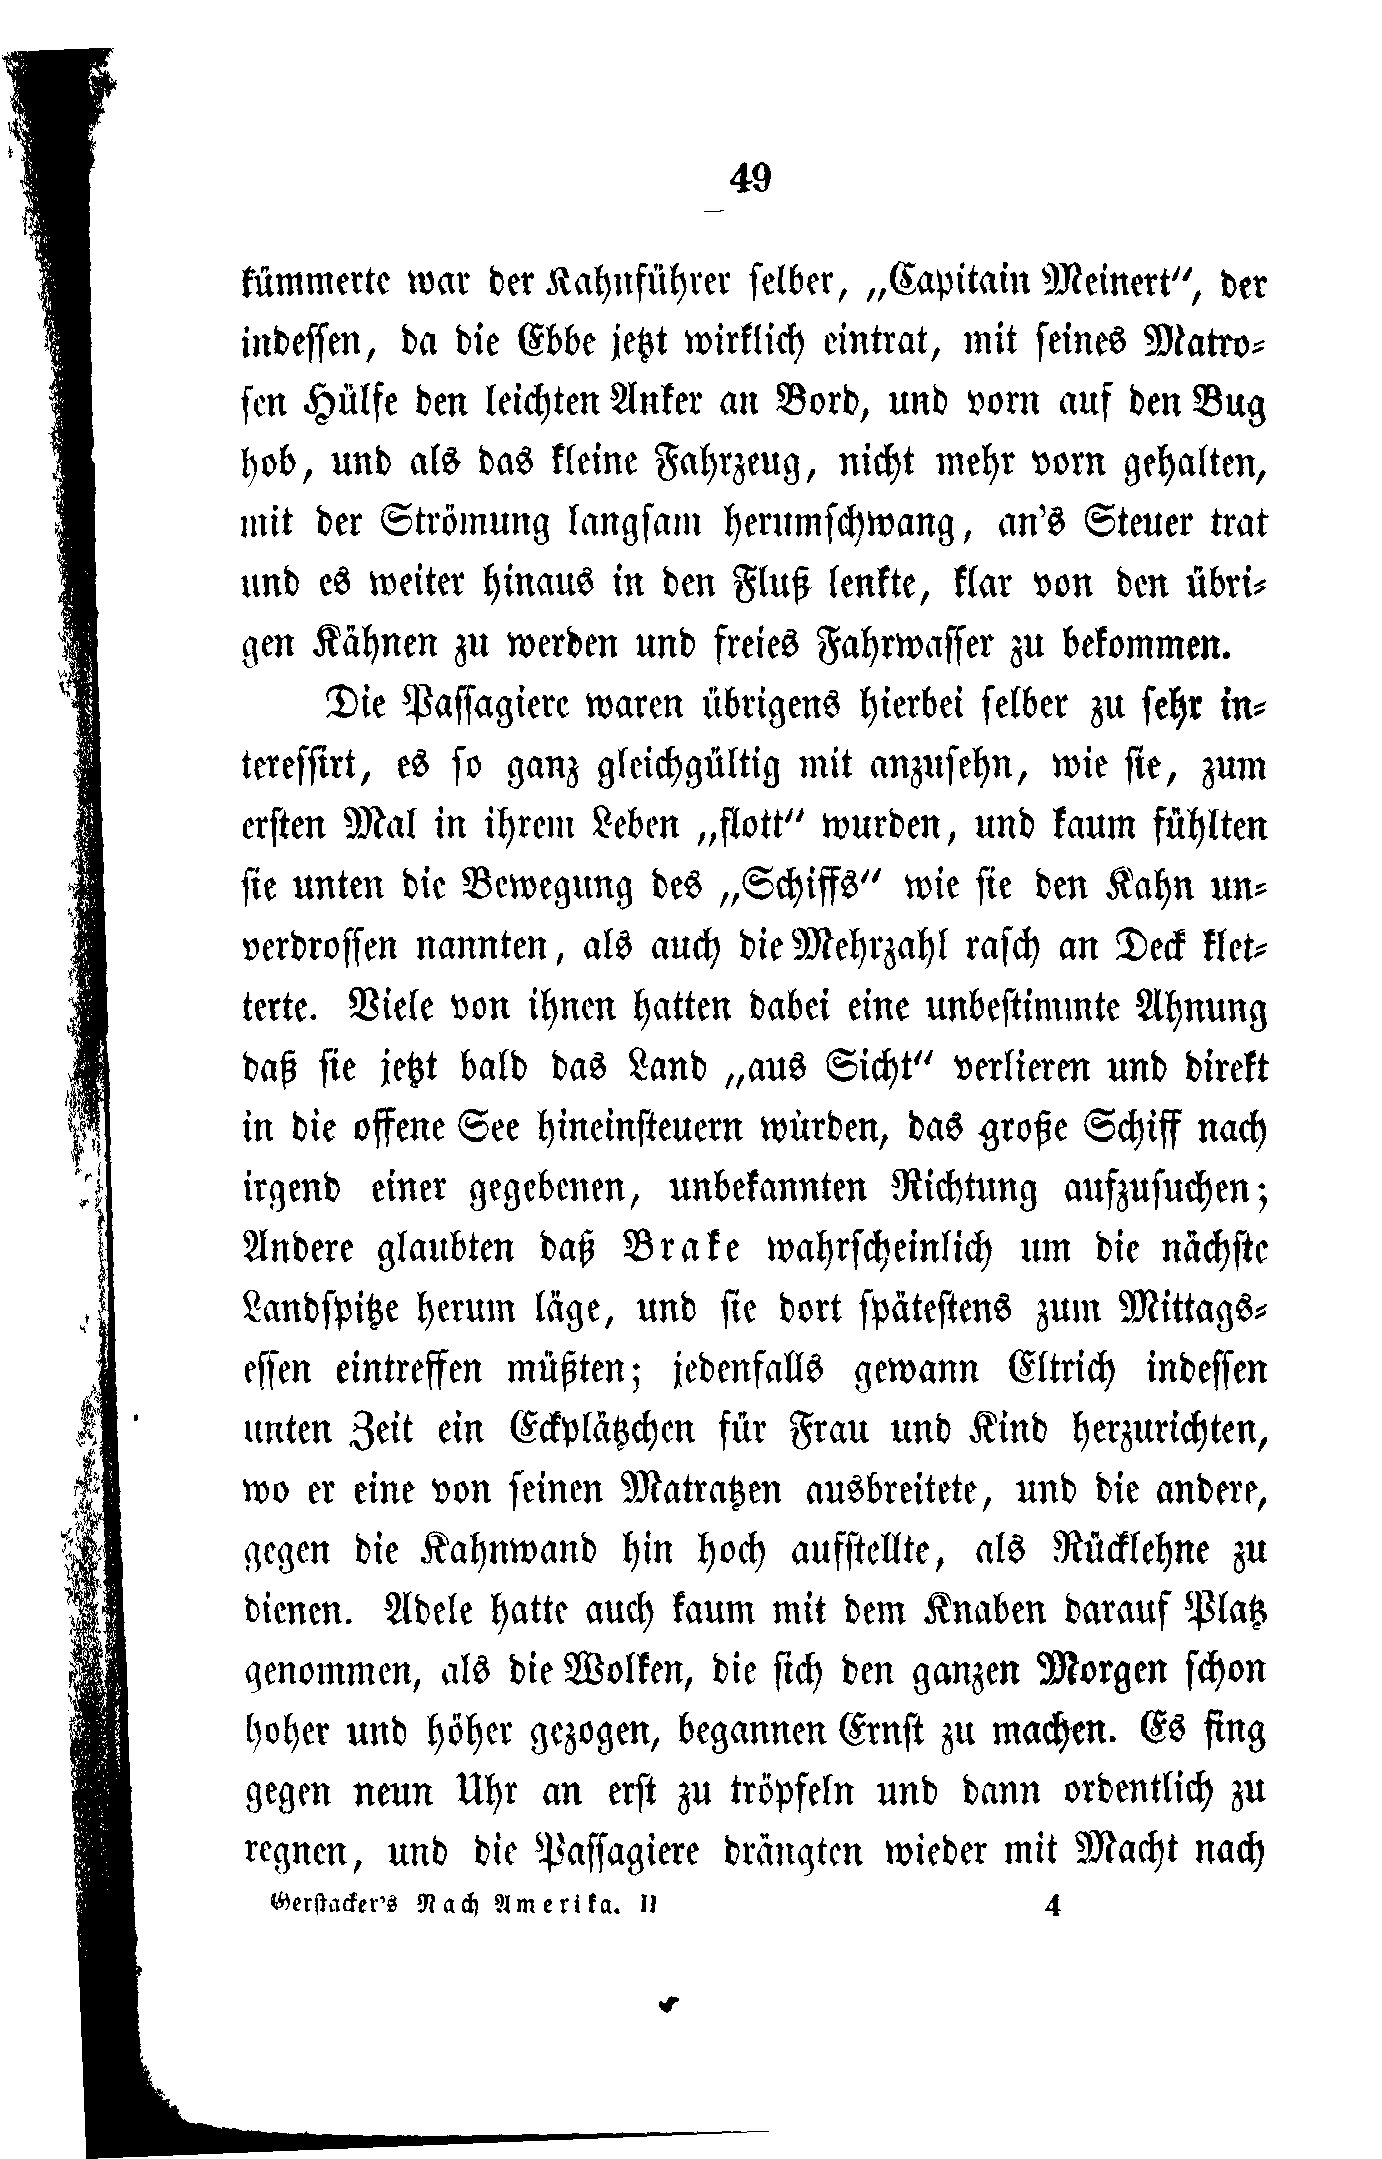 49
kümmerte war der Kahnführer selber, „Capitain Meinert“, der
indessen, da die Ebbe jetzt wirklich eintrat, mit seines Matro-
sen Hülfe den leichten Anker an Bord, und vorn auf den Bug
hob, und als das kleine Fahrzeug, nicht mehr vorn gehalten,
mit der Strömung langsam herumschwang, an's Steuer trat
und es weiter hinaus in den Fluß lenkte, klar von den übri-
gen Kähnen zu werden und freies Fahrwasser zu bekommen.
Die Passagiere waren übrigens hierbei selber zu sehr in-
teressirt, es so ganz gleichgültig mit anzusehn, wie sie, zum
ersten Mal in ihrem Leben „flott“ wurden, und kaum fühlten
sie unten die Bewegung des „Schiffs“ wie sie den Kahn un-
verdrossen nannten, als auch die Mehrzahl rasch an Deck klet-
terte. Viele von ihnen hatten dabei eine unbestimmte Ahnung
daß sie jetzt bald das Land „aus Sicht“ verlieren und direkt
in die offene See hineinsteuern würden, das große Schiff nach
irgend einer gegebenen, unbekannten Richtung aufzusuchen;
Andere glaubten daß Brake wahrscheinlich um die nächste
Landspitze herum läge, und sie dort spätestens zum Mittags-
essen eintreffen müßten; jedenfalls gewann Eltrich indessen
unten Zeit ein Eckplätzchen für Frau und Kind herzurichten,
wo er eine von seinen Matratzen ausbreitete, und die andere,
gegen die Kahnwand hin hoch aufstellte, als Rücklehne zu
dienen. Adele hatte auch kaum mit dem Knaben darauf Platz
genommen, als die Wolken, die sich den ganzen Morgen schon
hoher und höher gezogen, begannen Ernst zu machen. Es fing
gegen neun Uhr an erst zu tröpfeln und dann ordentlich zu
regnen, und die Passagiere drängten wieder mit Macht nach
Gerstacker's Nach Amerika. II 4